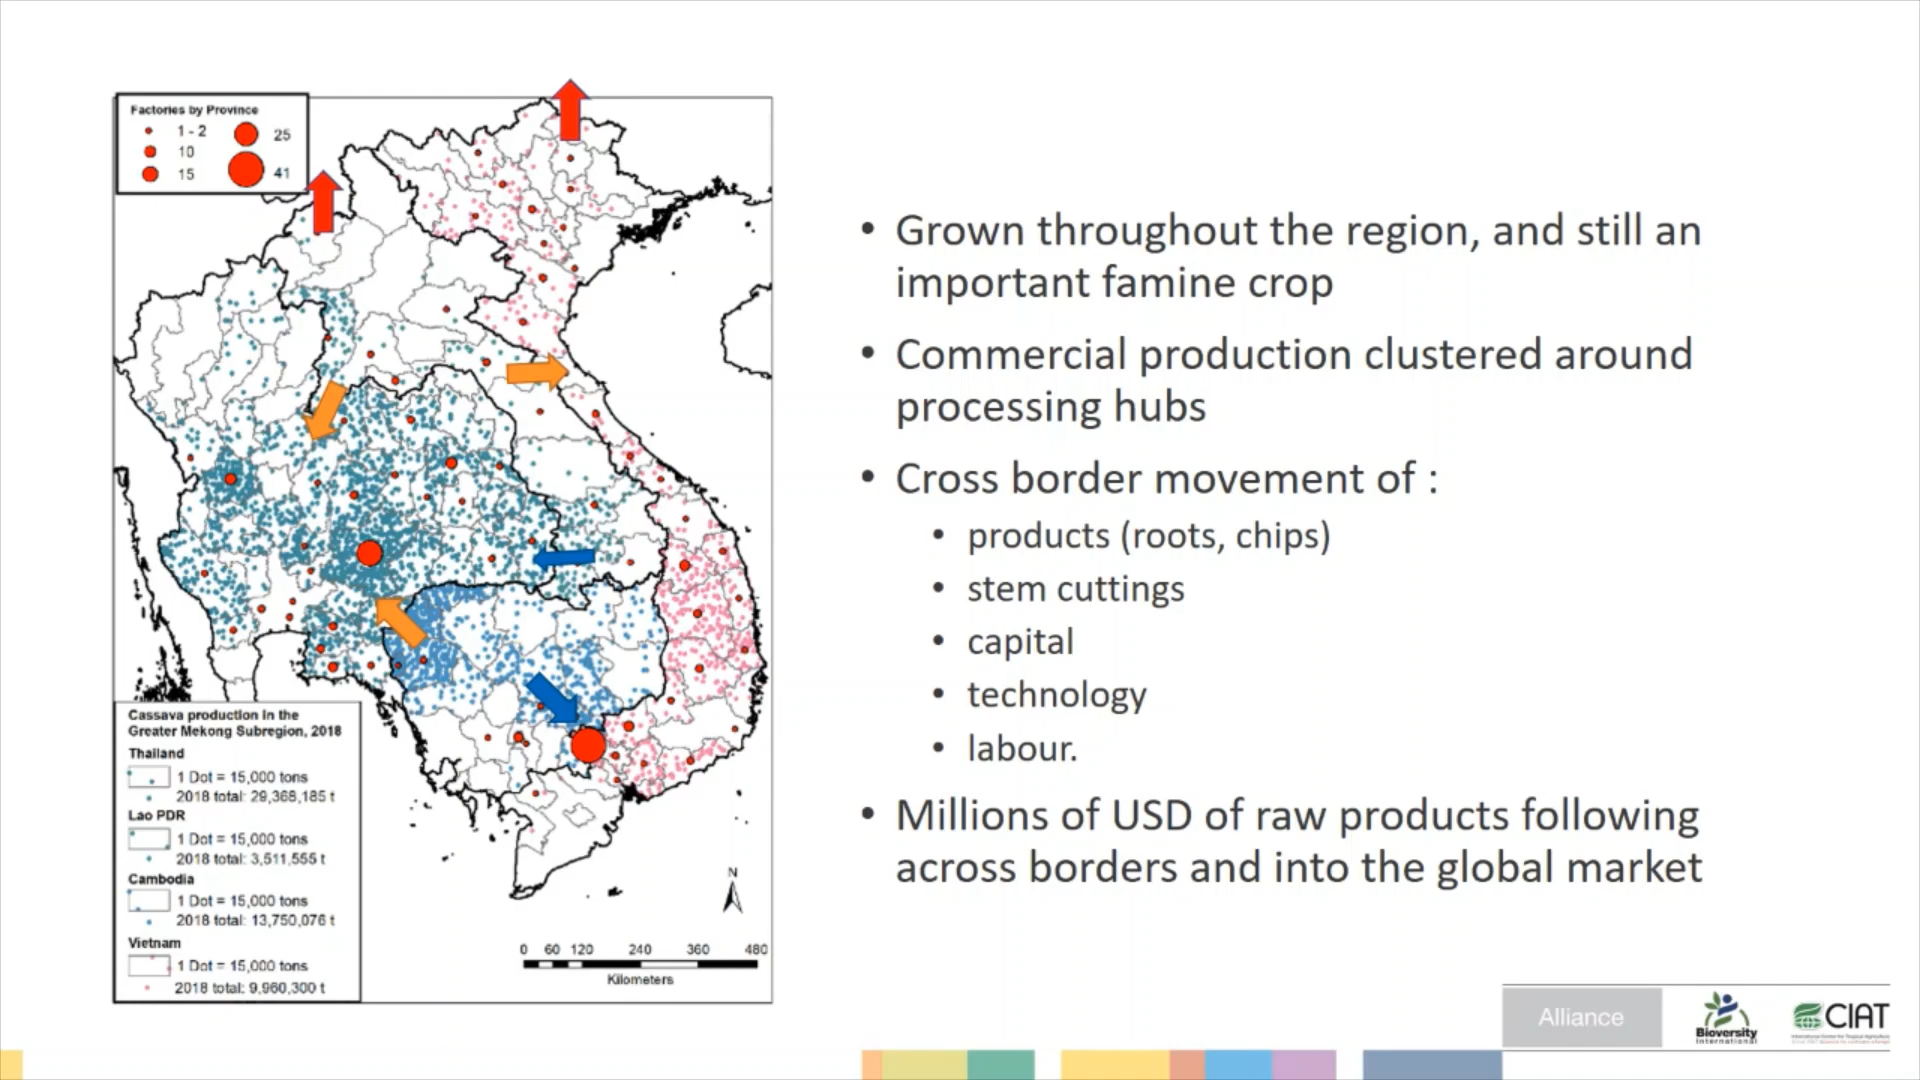 Factories by Province
1 - 2
25
10
15
41
Cassava production in the
Greater Mekong Subregion, 2018
Thailand
1 Dot = 15,000 tons
2018 total: 29,368,185 t
Lao PDR
1 Dot = 15,000 tons
2018 total: 3,511,555 t
Cambodia
1 Dot = 15,000 tons
2018 total: 13,750,076 t
Vietnam
1 Dot = 15,000 tons
2018 total: 9,960,300 t
N
0 60 120 240 360 480
Kilometers
• Grown throughout the region, and still an
important famine crop
• Commercial production clustered around
processing hubs
• Cross border movement of :
• products (roots, chips)
• stem cuttings
• capital
• technology
• labour.
• Millions of USD of raw products following
across borders and into the global market
Alliance
Bioversity
International
CIAT
International Center for Tropical Agriculture